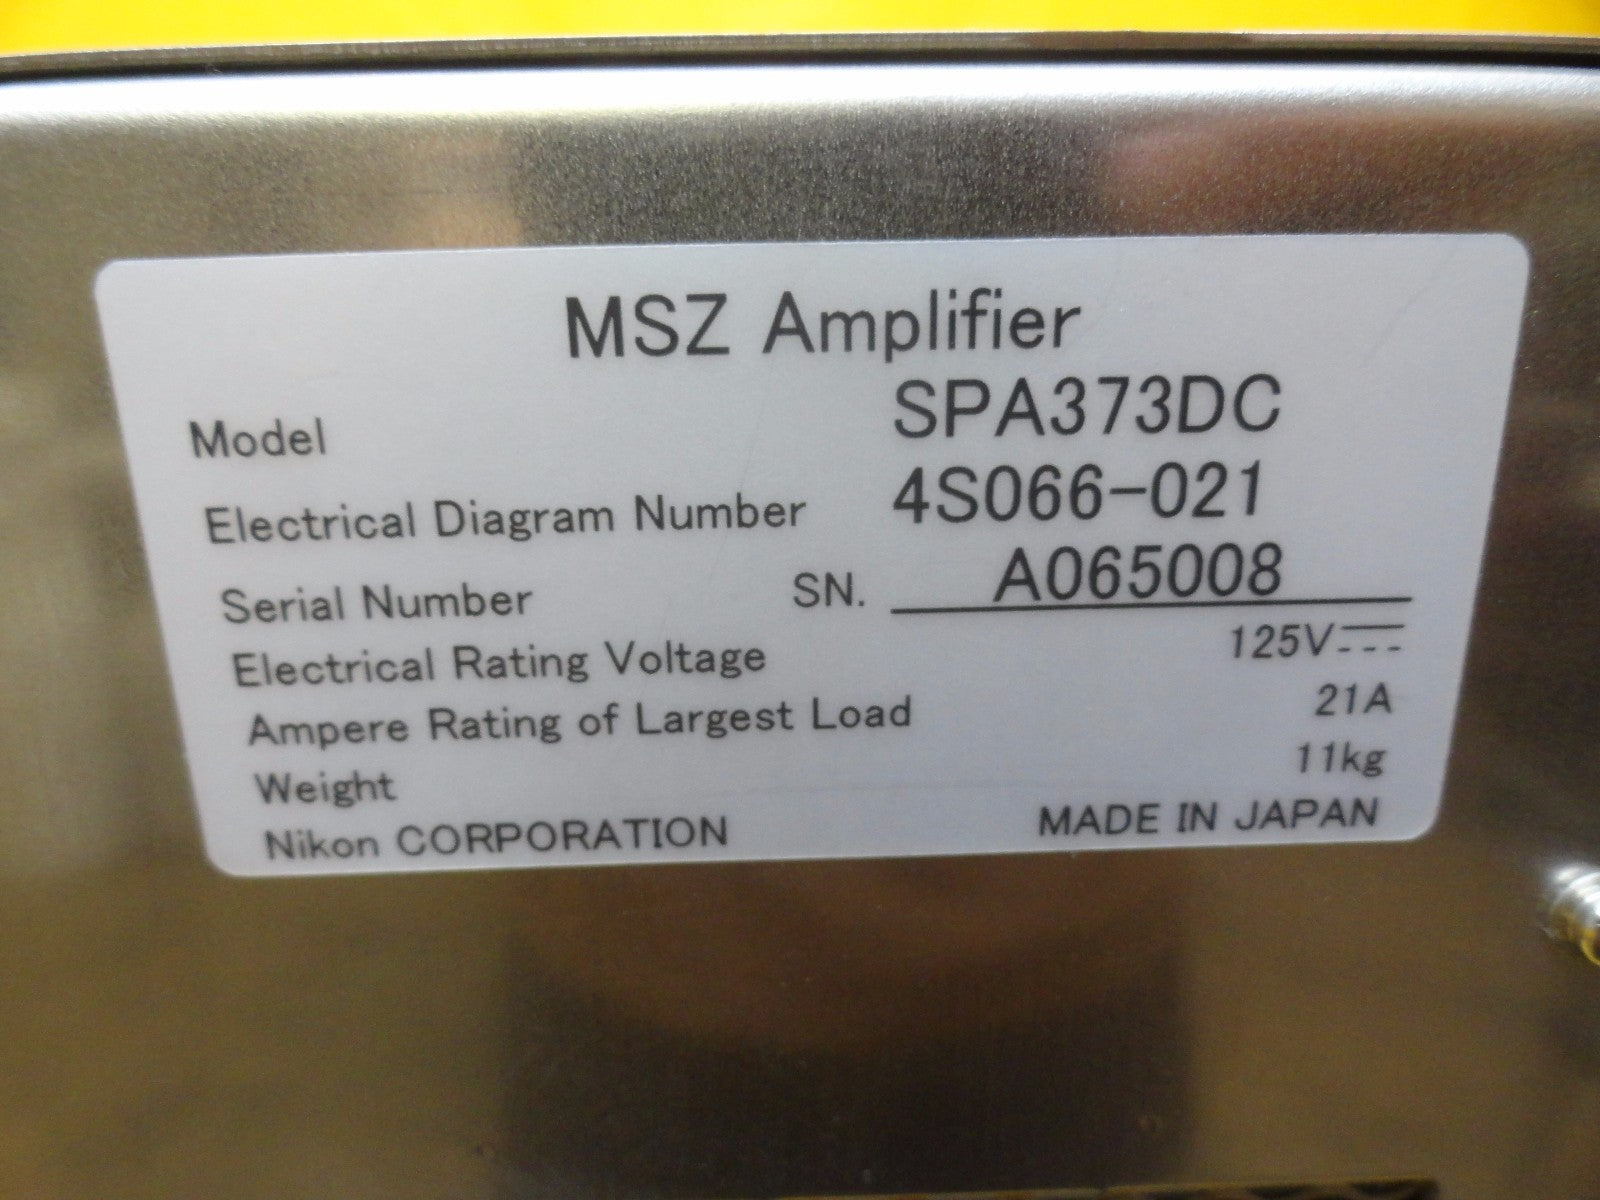 MSZ Amplifier
Model SPA373DC
Electrical Diagram Number 4S066-021
Serial Number SN. A065008
Electrical Rating Voltage 125V⎓
Ampere Rating of Largest Load 21A
Weight 11kg
Nikon CORPORATION MADE IN JAPAN